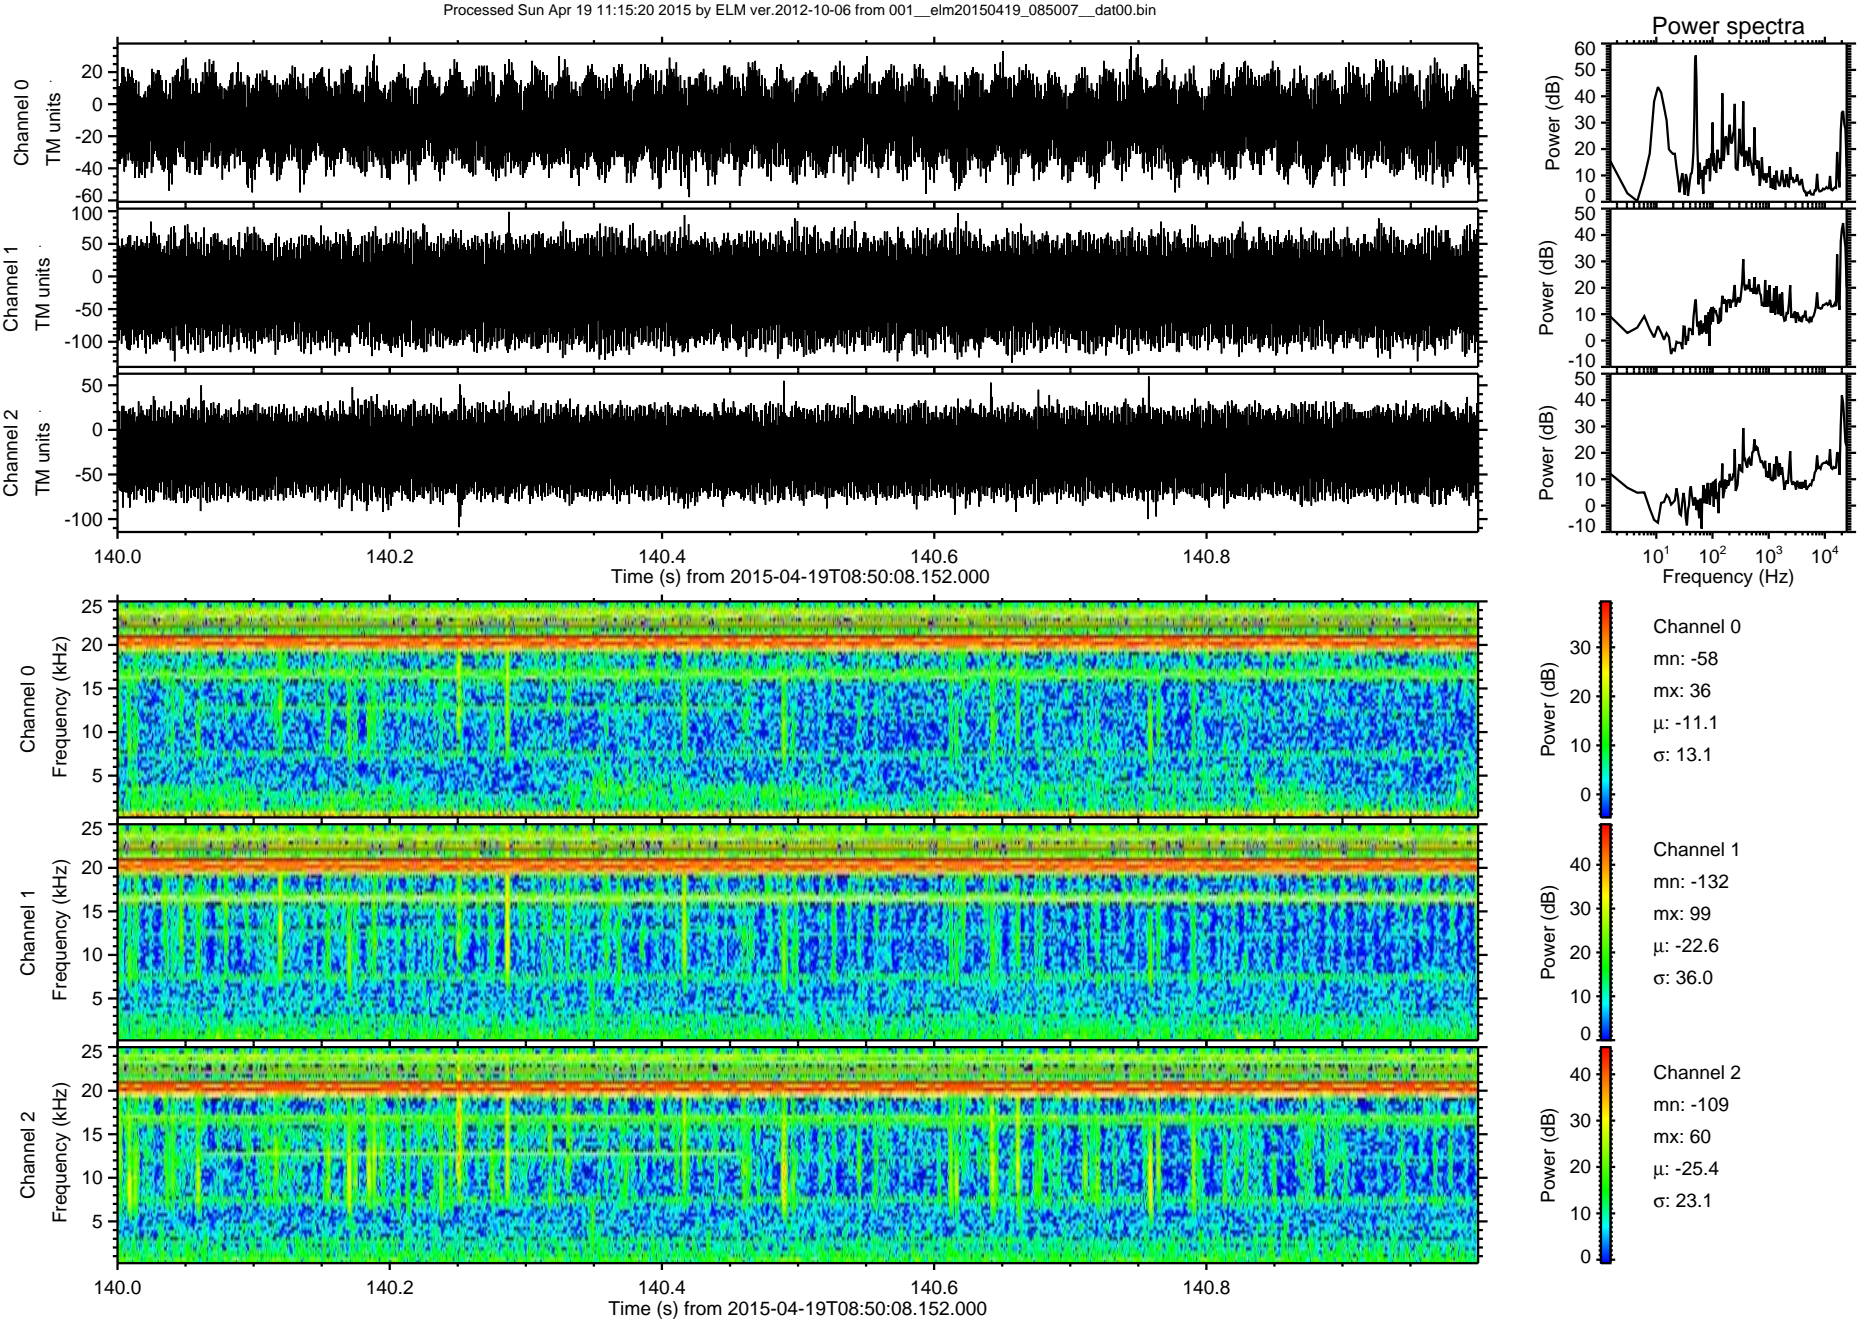 Processed Sun Apr 19 11:15:20 2015 by ELM ver.2012-10-06 from 001__elm20150419_085007__dat00.bin
Power spectra
Channel 0
TM units
20
0
-20
-40
-60
Power (dB)
60
50
40
30
20
10
0
Channel 1
TM units
100
50
0
-50
-100
Power (dB)
50
40
30
20
10
0
-10
Channel 2
TM units
50
0
-50
-100
Power (dB)
50
40
30
20
10
0
-10
140.0 140.2 140.4 140.6 140.8
Time (s) from 2015-04-19T08:50:08.152.000
10^1 10^2 10^3 10^4
Frequency (Hz)
Channel 0
Frequency (kHz)
25
20
15
10
5
Power (dB)
30
20
10
0
Channel 0
mn: -58
mx: 36
μ: -11.1
σ: 13.1
Channel 1
Frequency (kHz)
25
20
15
10
5
Power (dB)
40
30
20
10
0
Channel 1
mn: -132
mx: 99
μ: -22.6
σ: 36.0
Channel 2
Frequency (kHz)
25
20
15
10
5
Power (dB)
40
30
20
10
0
Channel 2
mn: -109
mx: 60
μ: -25.4
σ: 23.1
140.0 140.2 140.4 140.6 140.8
Time (s) from 2015-04-19T08:50:08.152.000